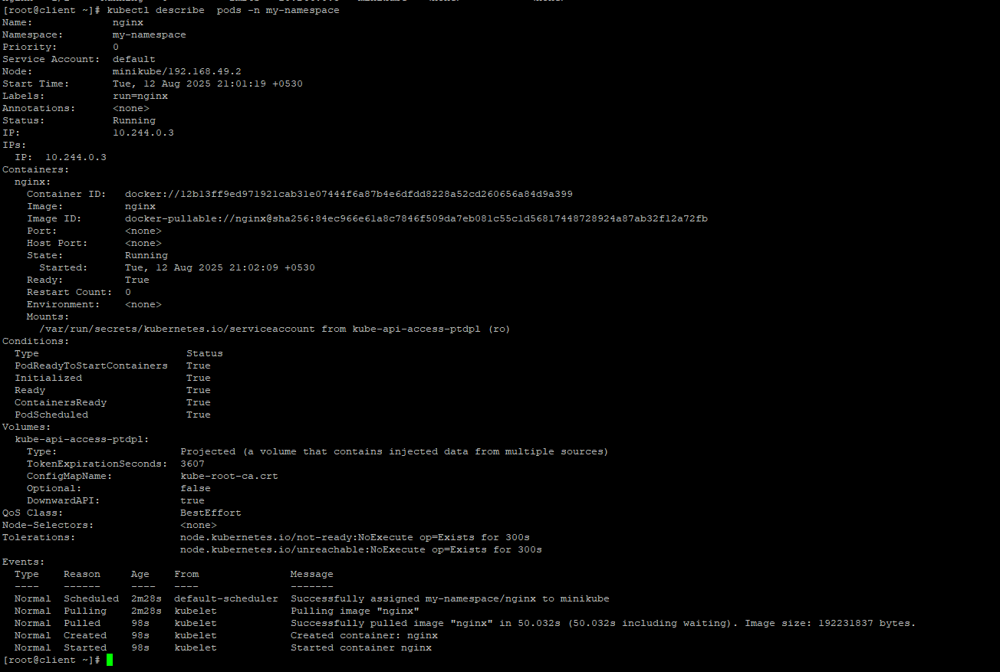 [root@client ~]# kubectl describe  pods -n my-namespace
Name:             nginx
Namespace:        my-namespace
Priority:         0
Service Account:  default
Node:             minikube/192.168.49.2
Start Time:       Tue, 12 Aug 2025 21:01:19 +0530
Labels:           run=nginx
Annotations:      <none>
Status:           Running
IP:               10.244.0.3
IPs:
  IP:  10.244.0.3
Containers:
  nginx:
    Container ID:   docker://12b13ff9ed971921cab31e07444f6a87b4e6dfdd8228a52cd260656a84d9a399
    Image:          nginx
    Image ID:       docker-pullable://nginx@sha256:84ec966e61a8c7846f509da7eb081c55c1d56817448728924a87ab32f12a72fb
    Port:           <none>
    Host Port:      <none>
    State:          Running
      Started:      Tue, 12 Aug 2025 21:02:09 +0530
    Ready:          True
    Restart Count:  0
    Environment:    <none>
    Mounts:
      /var/run/secrets/kubernetes.io/serviceaccount from kube-api-access-ptdpl (ro)
Conditions:
  Type                        Status
  PodReadyToStartContainers   True
  Initialized                 True
  Ready                       True
  ContainersReady             True
  PodScheduled                True
Volumes:
  kube-api-access-ptdpl:
    Type:                    Projected (a volume that contains injected data from multiple sources)
    TokenExpirationSeconds:  3607
    ConfigMapName:           kube-root-ca.crt
    Optional:                false
    DownwardAPI:             true
QoS Class:                   BestEffort
Node-Selectors:              <none>
Tolerations:                 node.kubernetes.io/not-ready:NoExecute op=Exists for 300s
                             node.kubernetes.io/unreachable:NoExecute op=Exists for 300s
Events:
  Type    Reason     Age    From               Message
  ----    ------     ----   ----               -------
  Normal  Scheduled  2m28s  default-scheduler  Successfully assigned my-namespace/nginx to minikube
  Normal  Pulling    2m28s  kubelet            Pulling image "nginx"
  Normal  Pulled     98s    kubelet            Successfully pulled image "nginx" in 50.032s (50.032s including waiting). Image size: 192231837 bytes.
  Normal  Created    98s    kubelet            Created container: nginx
  Normal  Started    98s    kubelet            Started container nginx
[root@client ~]#